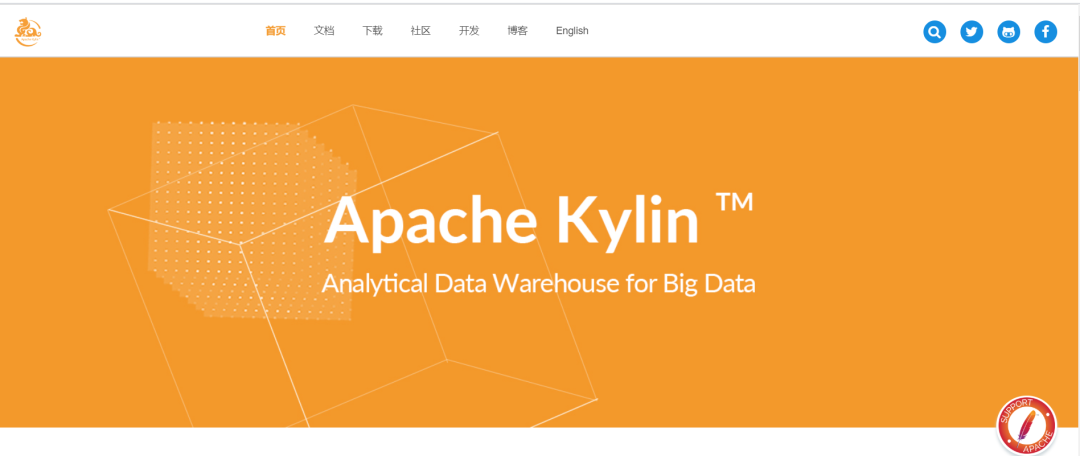 首页 文档 下载 社区 开发 博客 English
Apache Kylin ™
Analytical Data Warehouse for Big Data
SUPPORT
APACHE